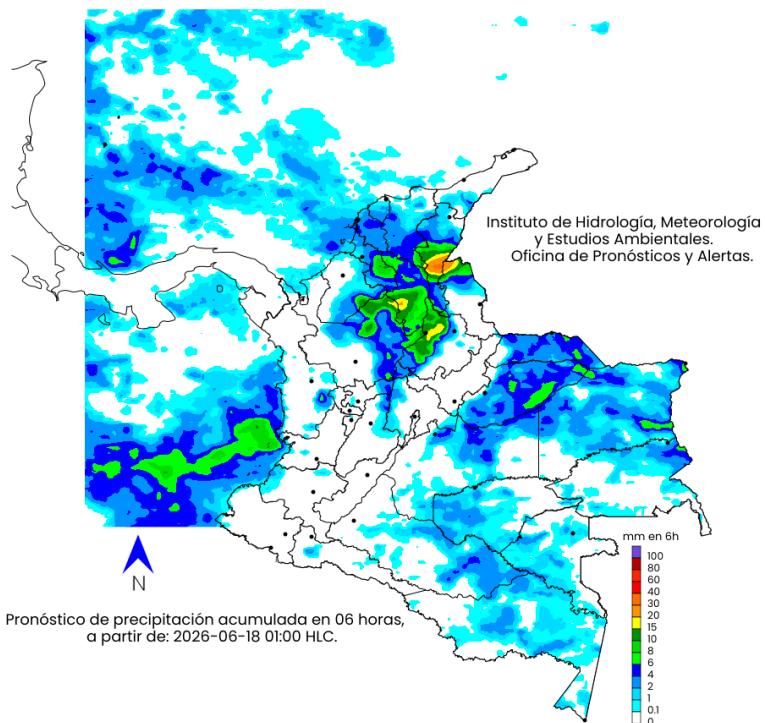 Instituto de Hidrología, Meteorología
y Estudios Ambientales.
Oficina de Pronósticos y Alertas.
mm en 6h
100
80
60
40
30
20
15
10
8
6
4
2
1
0.1
0
N
Pronóstico de precipitación acumulada en 06 horas,
a partir de: 2026-06-18 01:00 HLC.